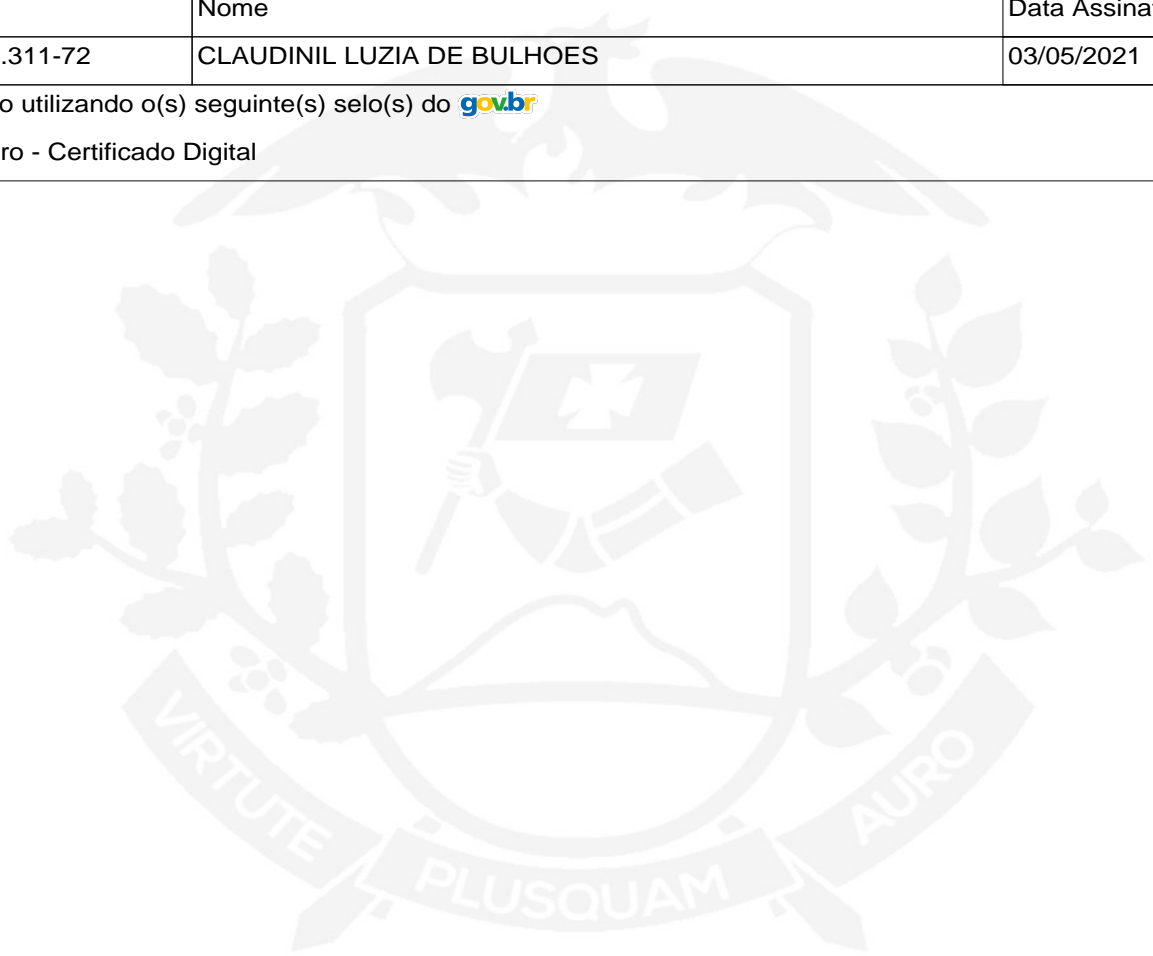 Nome Data Assinat
.311-72 CLAUDINIL LUZIA DE BULHOES 03/05/2021
o utilizando o(s) seguinte(s) selo(s) do gov.br
ro - Certificado Digital
VIRTUTE PLUSQUAM AURO